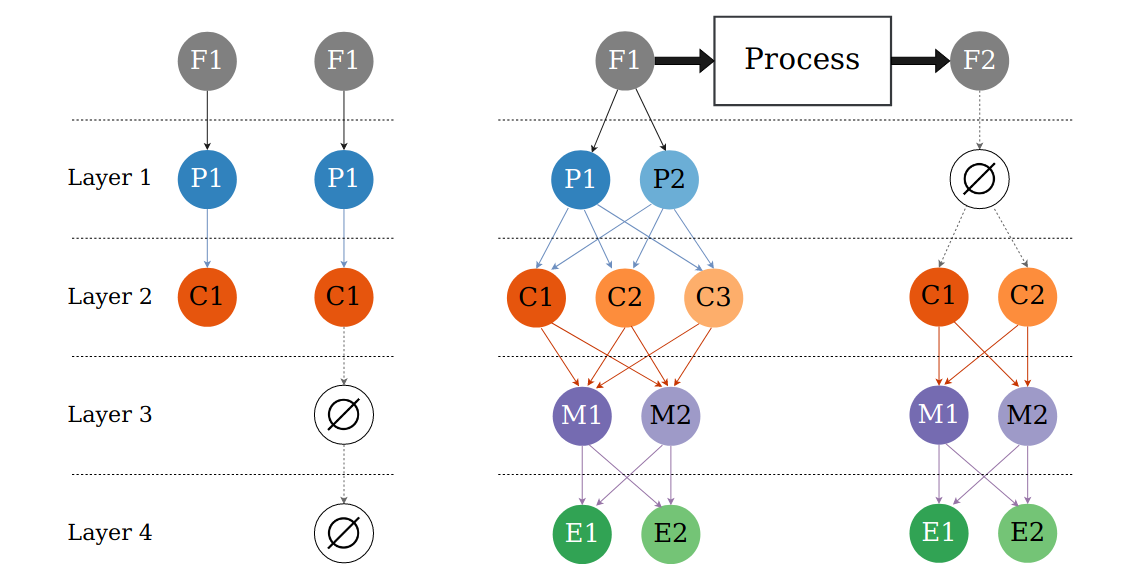 F1 F1 F1 Process F2
Layer 1 P1 P1 P1 P2 ∅
Layer 2 C1 C1 C1 C2 C3 C1 C2
Layer 3 ∅ M1 M2 M1 M2
Layer 4 ∅ E1 E2 E1 E2